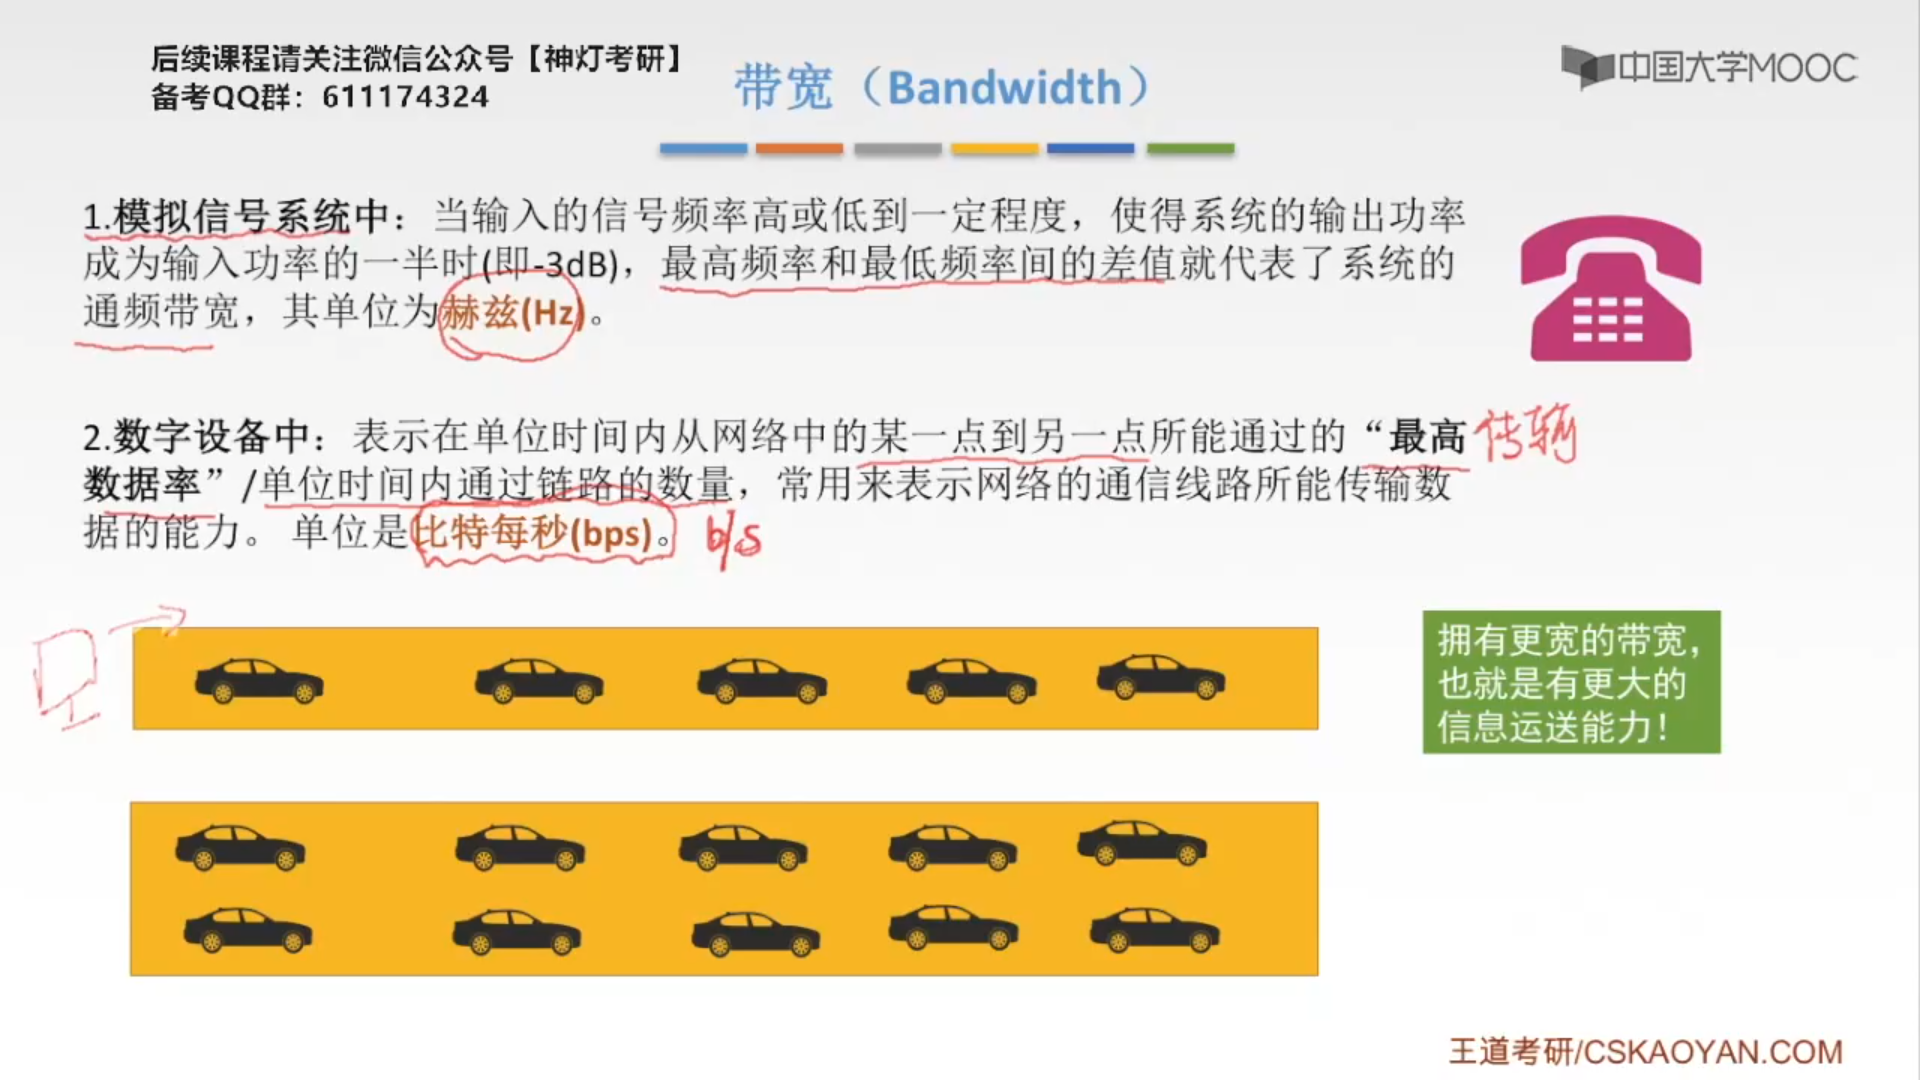 后续课程请关注微信公众号【神灯考研】
备考QQ群：611174324
中国大学MOOC
带宽（Bandwidth）
1.模拟信号系统中：当输入的信号频率高或低到一定程度，使得系统的输出功率
成为输入功率的一半时(即-3dB)，最高频率和最低频率间的差值就代表了系统的
通频带宽，其单位为赫兹(Hz)。
2.数字设备中：表示在单位时间内从网络中的某一点到另一点所能通过的“最高
传输
数据率”/单位时间内通过链路的数量，常用来表示网络的通信线路所能传输数
据的能力。 单位是比特每秒(bps)。
b/s
拥有更宽的带宽，
也就是有更大的
信息运送能力！
王道考研/CSKAOYAN.COM